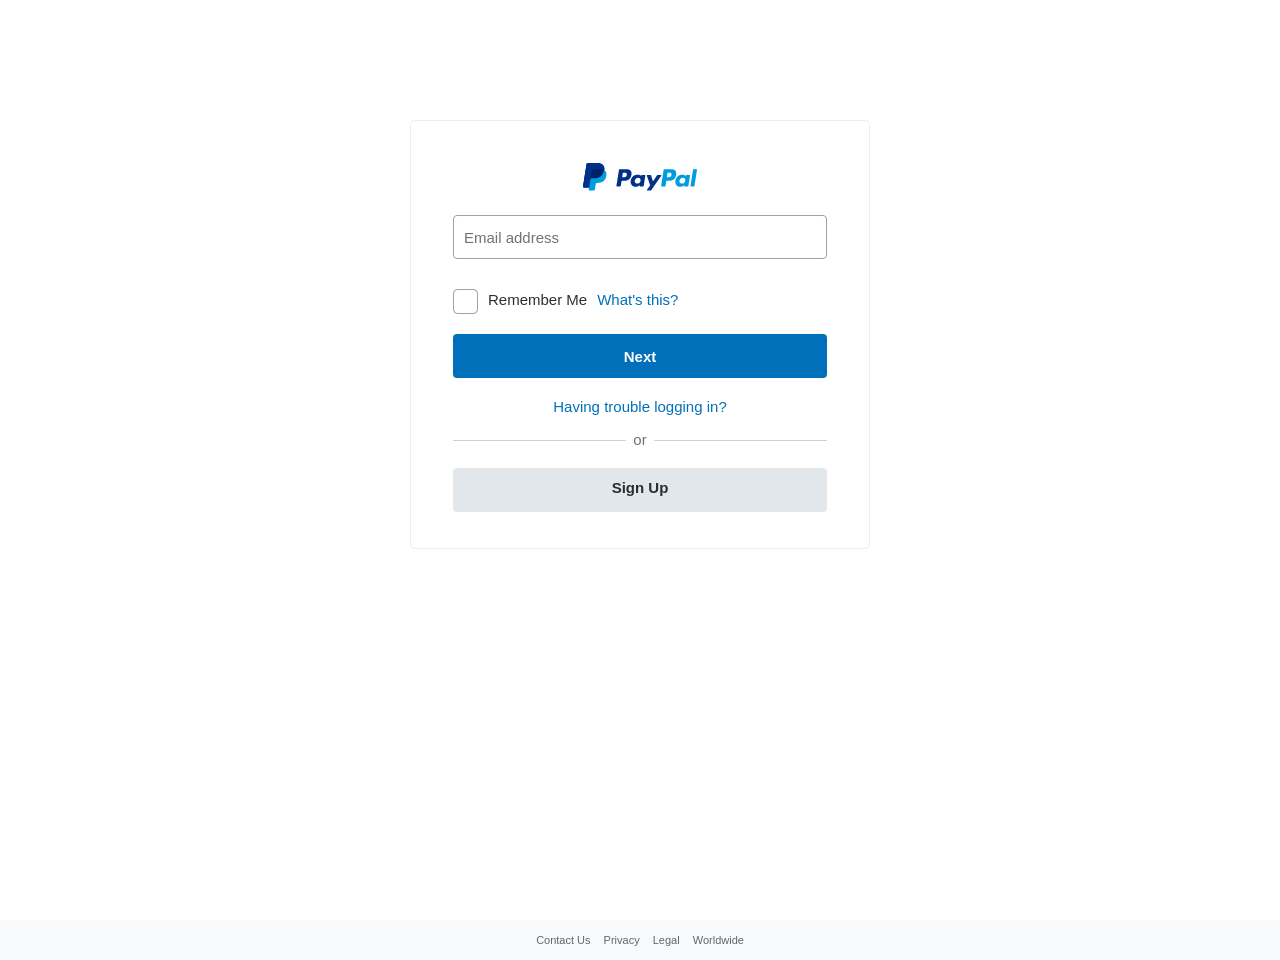 PayPal
Email address
Remember Me What's this?
Next
Having trouble logging in?
or
Sign Up
Contact Us Privacy Legal Worldwide